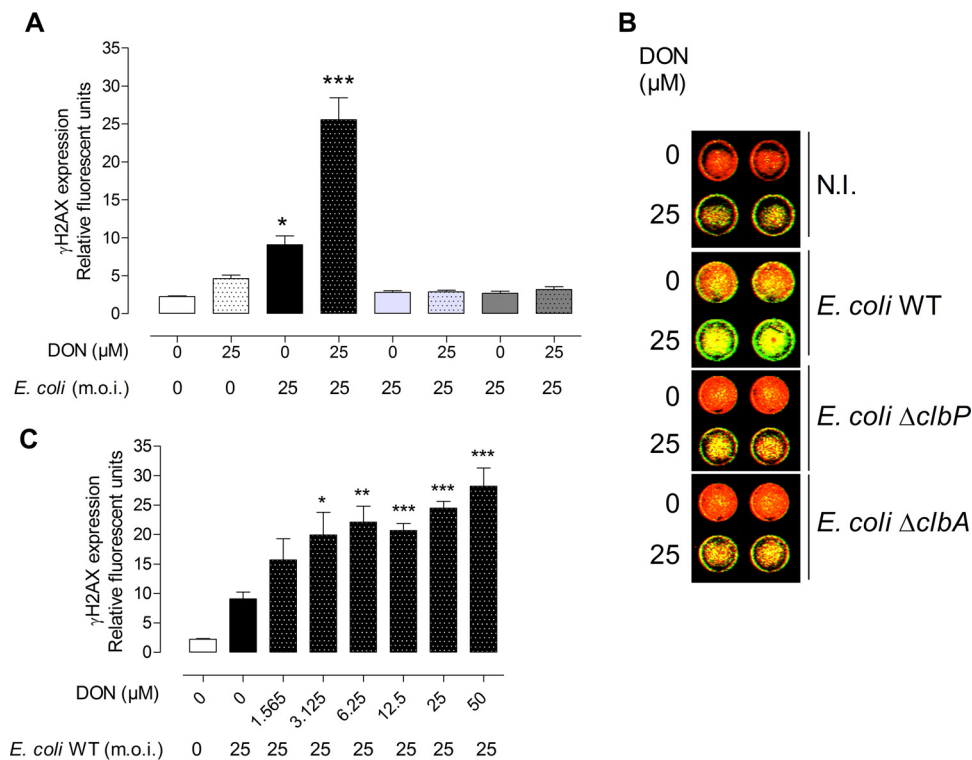 A
γH2AX expression
Relative fluorescent units
35
30
25
20
15
10
5
0
*
***
DON (µM) 0 25 0 25 0 25 0 25
E. coli (m.o.i.) 0 0 25 25 25 25 25 25
B
DON
(µM)
0
25
N.I.
0
25
E. coli WT
0
25
E. coli ΔclbP
0
25
E. coli ΔclbA
C
γH2AX expression
Relative fluorescent units
35
30
25
20
15
10
5
0
*
**
***
***
***
DON (µM) 0 0 1.565 3.125 6.25 12.5 25 50
E. coli WT (m.o.i.) 0 25 25 25 25 25 25 25